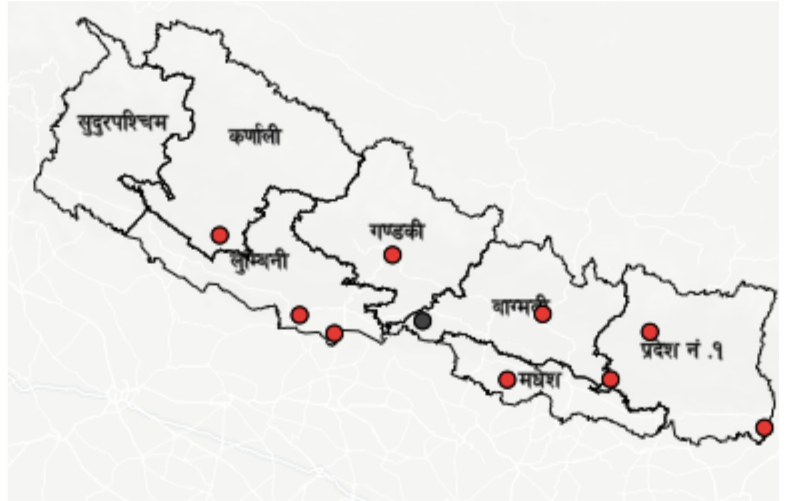 सुदुरपश्चिम
कर्णाली
गण्डकी
लुम्बिनी
बाग्मती
प्रदेश नं .१
मधेश